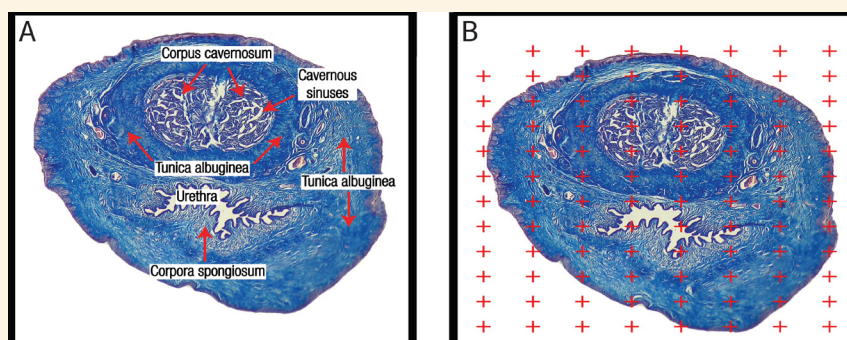 A
Corpus cavernosum
Cavernous
sinuses
Tunica albuginea
Tunica albuginea
Urethra
Corpora spongiosum
B